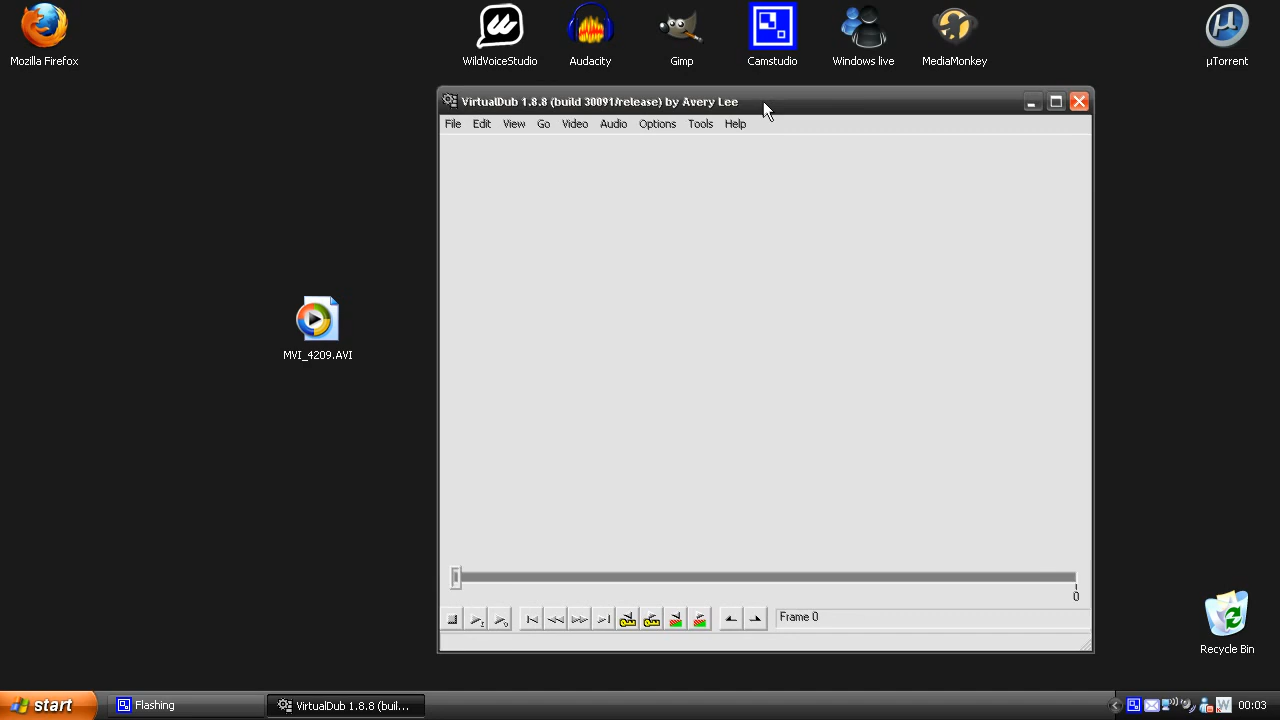 Mozilla Firefox
WildVoiceStudio
Audacity
Gimp
Camstudio
Windows live
MediaMonkey
µTorrent
VirtualDub 1.8.8 (build 30091/release) by Avery Lee
File Edit View Go Video Audio Options Tools Help
MVI_4209.AVI
0
Frame 0
Recycle Bin
start
Flashing
VirtualDub 1.8.8 (buil...
00:03